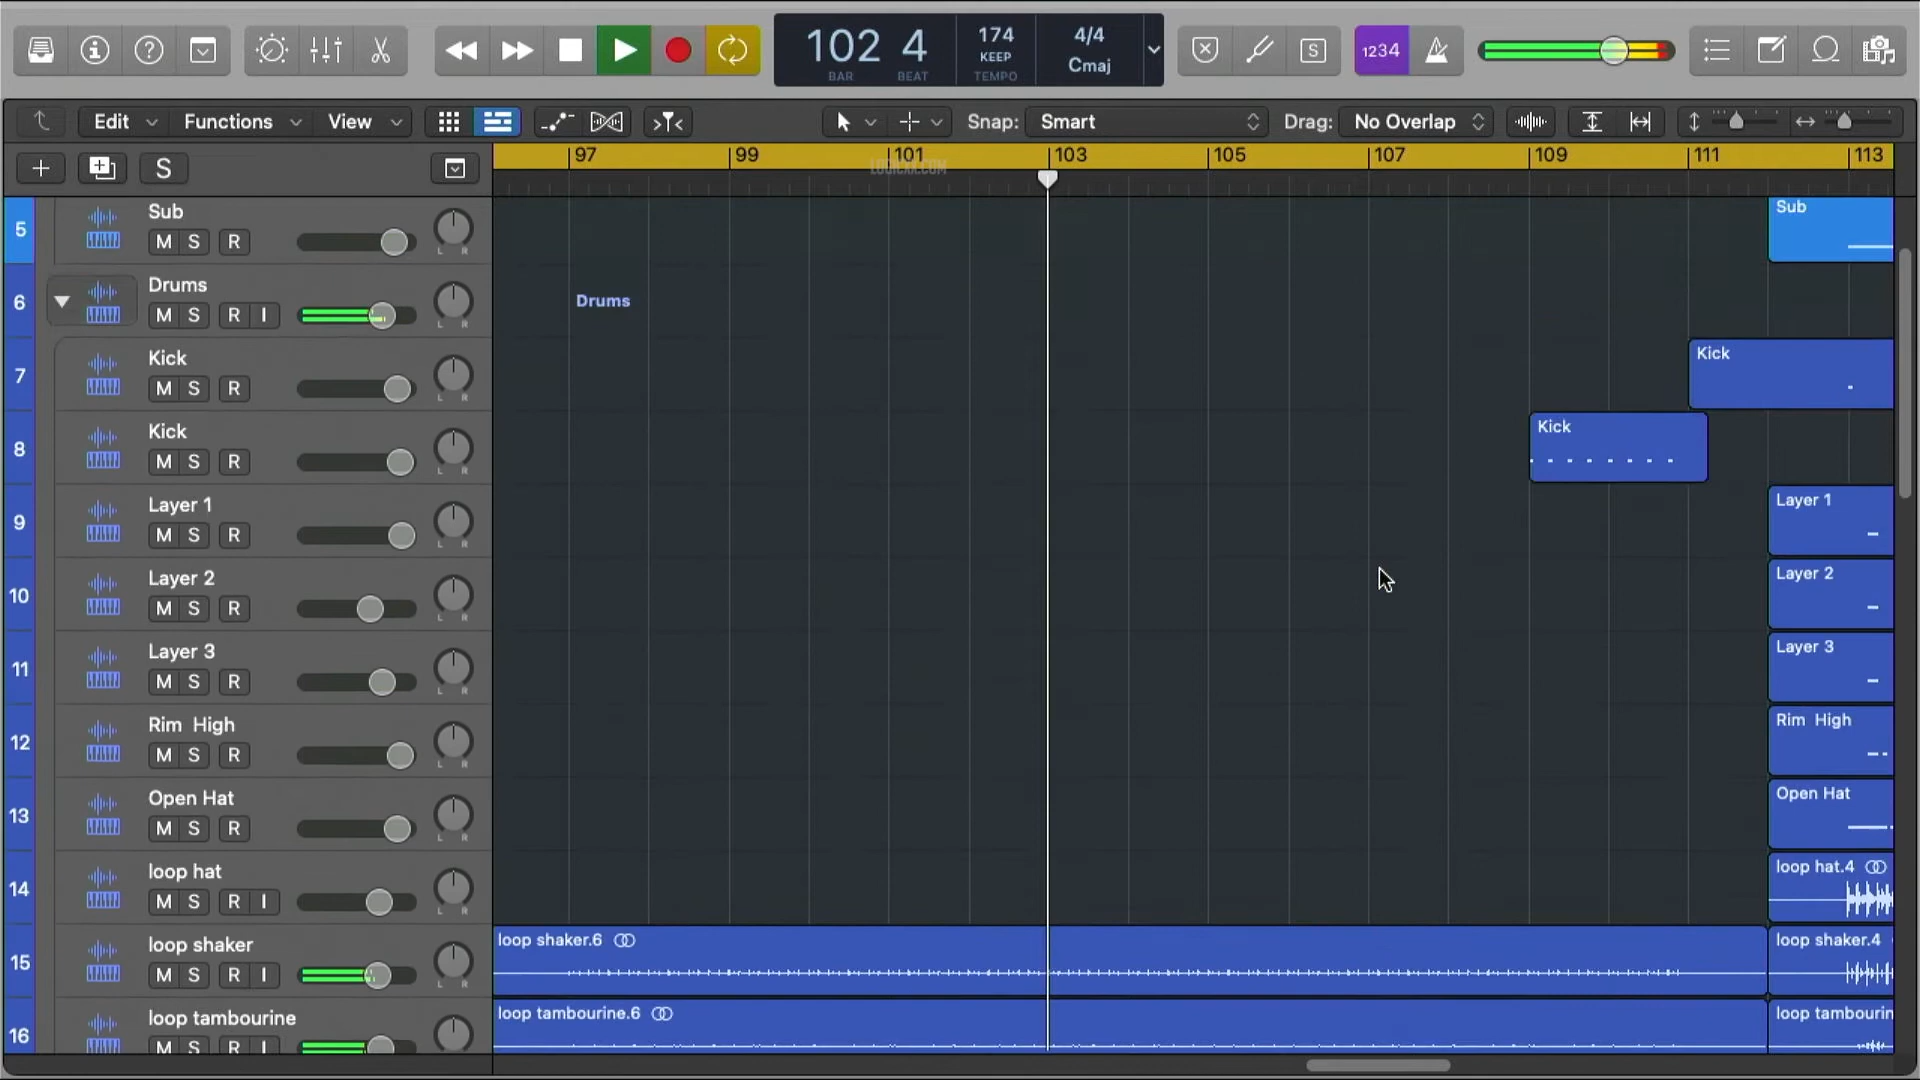 102 4
BAR BEAT
174
KEEP
TEMPO
4/4
Cmaj
S
1234
Edit Functions View
Snap: Smart
Drag: No Overlap
S
97 99 101 103 105 107 109 111 113
LOGICXX.COM
5
Sub
M S R
L R
Sub
6
Drums
M S R I
L R
Drums
7
Kick
M S R
L R
Kick
8
Kick
M S R
L R
Kick
9
Layer 1
M S R
L R
Layer 1
10
Layer 2
M S R
L R
Layer 2
11
Layer 3
M S R
L R
Layer 3
12
Rim High
M S R
L R
Rim High
13
Open Hat
M S R
L R
Open Hat
14
loop hat
M S R I
L R
loop hat.4
15
loop shaker
M S R I
L R
loop shaker.6
loop shaker.4
16
loop tambourine
M S R I
loop tambourine.6
loop tambourin